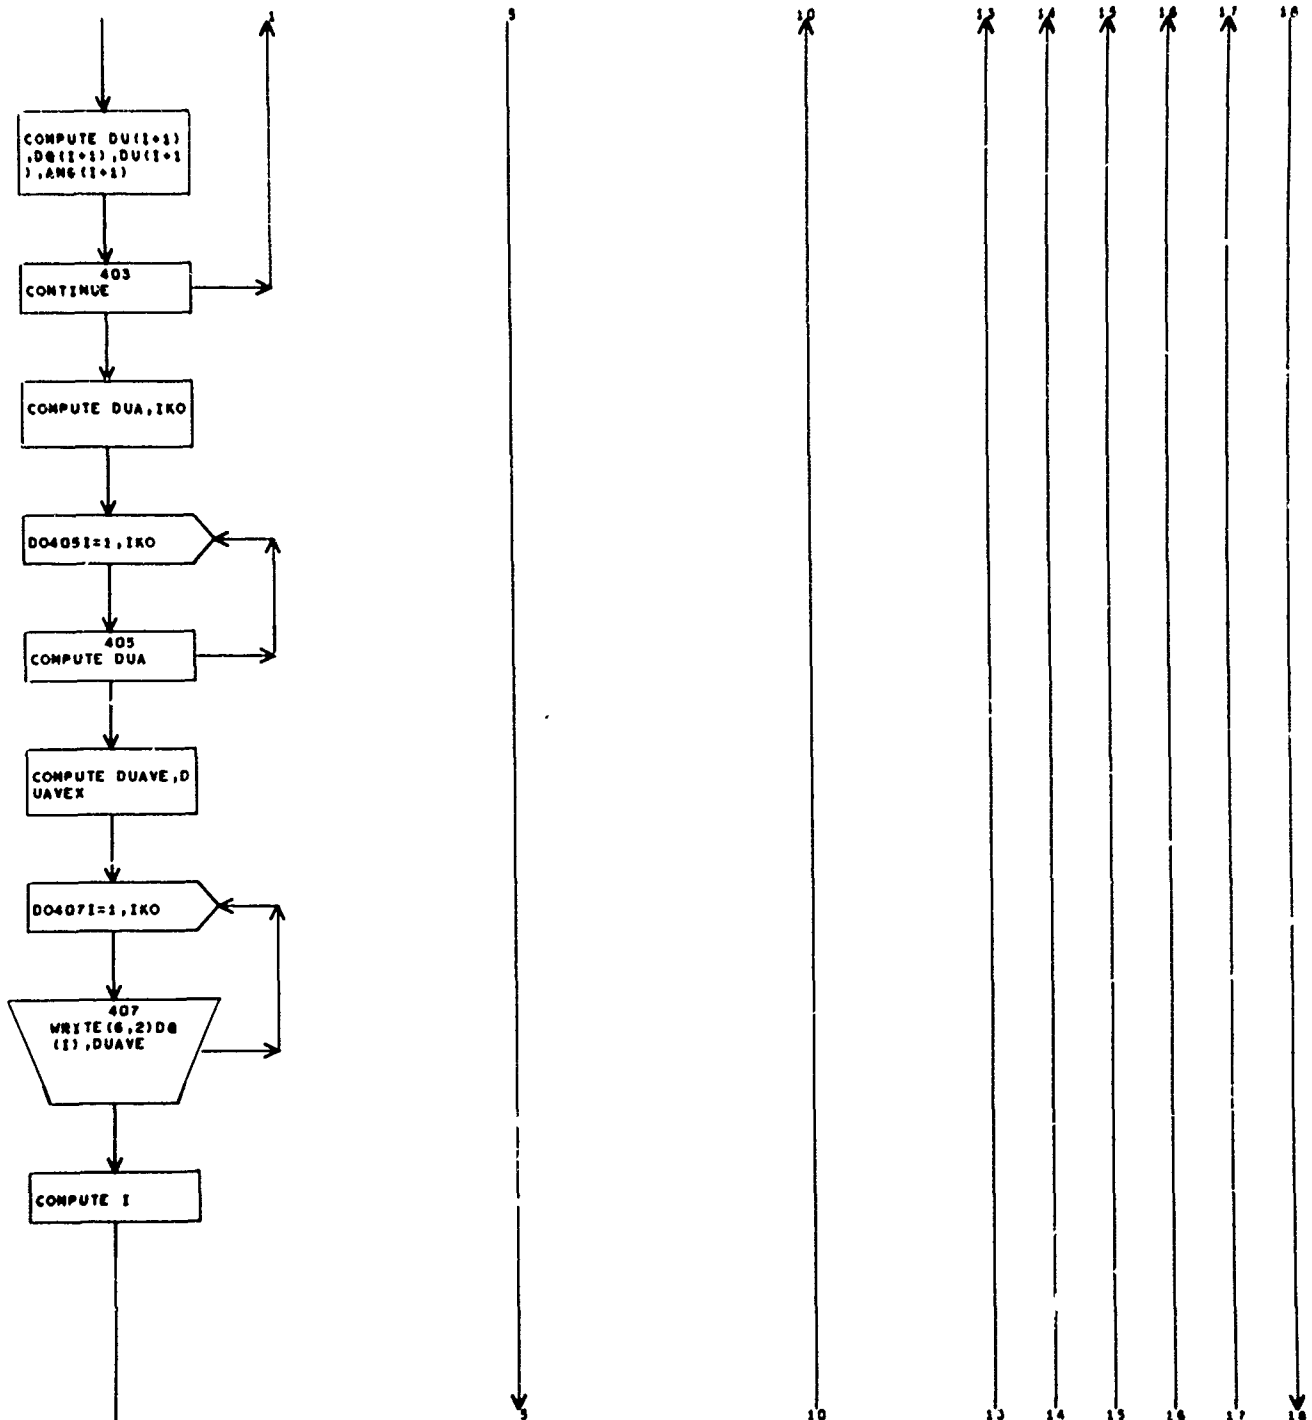 1 5 10 13 14 15 16 17 18
COMPUTE DU(I+1)
,DQ(I+1),DU(I+1
),ANG(I+1)
403
CONTINUE
COMPUTE DUA,IKO
DO405I=1,IKO
405
COMPUTE DUA
COMPUTE DUAVE,D
UAVEX
DO407I=1,IKO
407
WRITE(6,2)DQ
(I),DUAVE
COMPUTE I
5 10 13 14 15 16 17 18